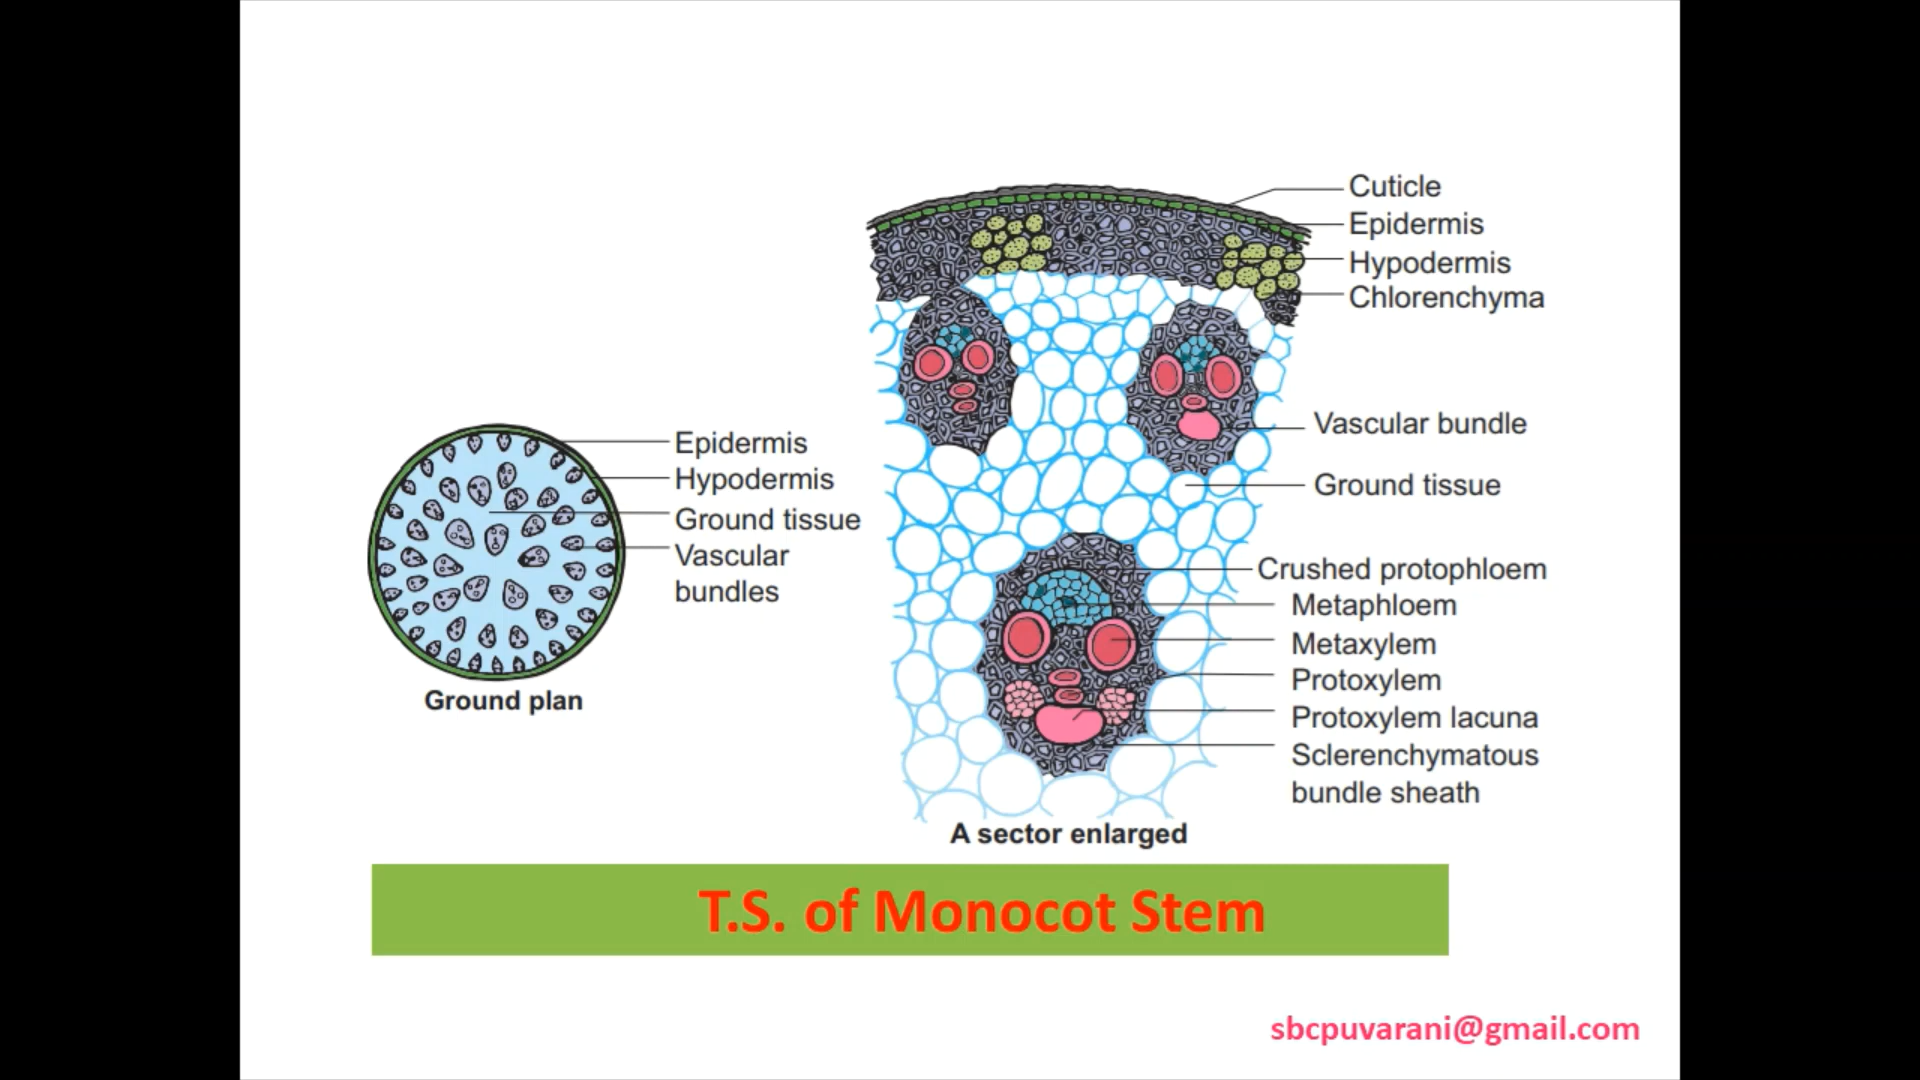 Cuticle
Epidermis
Hypodermis
Chlorenchyma
Vascular bundle
Ground tissue
Crushed protophloem
Metaphloem
Metaxylem
Protoxylem
Protoxylem lacuna
Sclerenchymatous
bundle sheath
A sector enlarged
Epidermis
Hypodermis
Ground tissue
Vascular
bundles
Ground plan
T.S. of Monocot Stem
sbcpuvarani@gmail.com